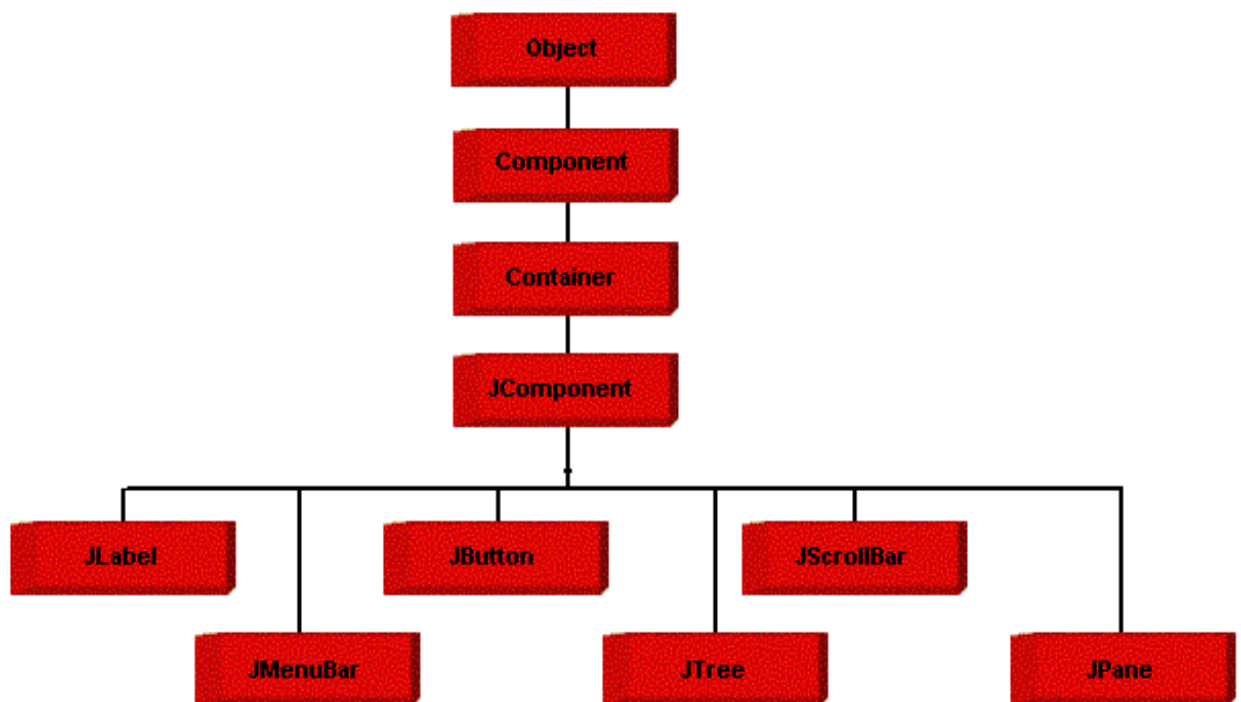 Object
Component
Container
JComponent
JLabel
JButton
JScrollBar
JMenuBar
JTree
JPane